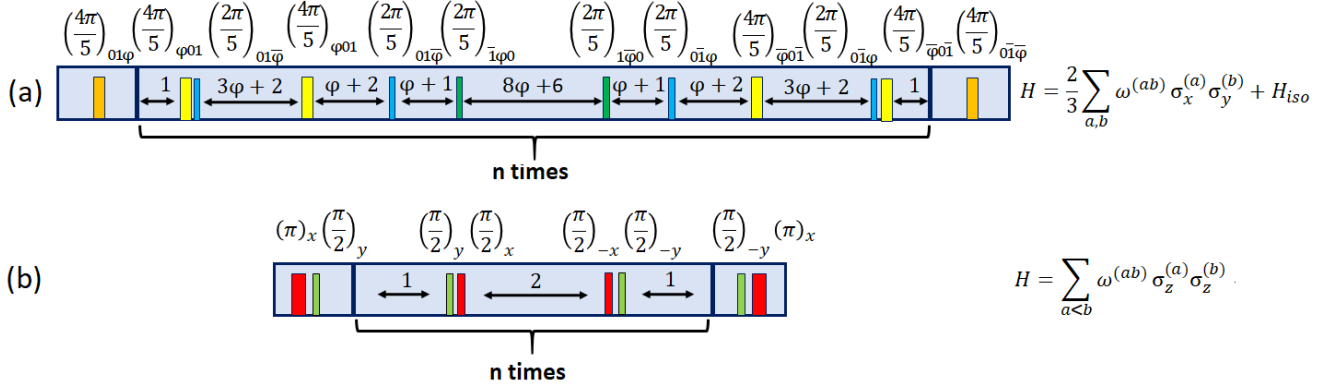 (4π/5)₀₁φ (4π/5)φ₀₁ (2π/5)₀₁φ̅ (4π/5)φ₀₁ (2π/5)₀₁φ̅ (2π/5)₁̅φ₀ (2π/5)₁φ̅₀ (2π/5)₀₁̅φ (4π/5)φ̅₀₁̅ (2π/5)₀₁̅φ (4π/5)φ̅₀₁̅ (4π/5)₀₁̅φ̅
(a) 1 3φ + 2 φ + 2 φ + 1 8φ+6 φ + 1 φ + 2 3φ + 2 1 H = 2/3 ∑a,b ω^(ab) σx^(a) σy^(b) + Hiso
n times
(π)x (π/2)y (π/2)y (π/2)x (π/2)−x (π/2)−y (π/2)−y (π)x
(b) 1 2 1 H = ∑a<b ω^(ab) σz^(a) σz^(b)
n times